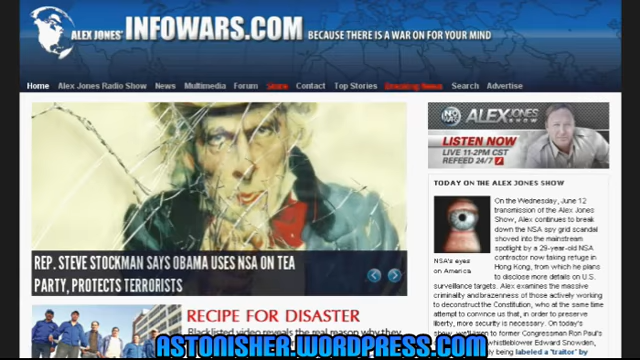 ALEX JONES' INFOWARS.COM BECAUSE THERE IS A WAR ON FOR YOUR MIND
Home Alex Jones Radio Show News Multimedia Forum Store Contact Top Stories Breaking News Search Advertise
ALEX JONES SHOW
LISTEN NOW
LIVE 11-2PM CST
REFEED 24/7
REP. STEVE STOCKMAN SAYS OBAMA USES NSA ON TEA
PARTY, PROTECTS TERRORISTS
TODAY ON THE ALEX JONES SHOW
On the Wednesday, June 12
transmission of the Alex Jones
Show, Alex continues to break
down the NSA spy grid scandal
shoved into the mainstream
spotlight by a 29-year-old NSA
contractor now taking refuge in
Hong Kong, from which he plans
to disclose more details on U.S.
NSA's eyes
on America
surveillance targets. Alex examines the massive
criminality and brazenness of those actively working
to deconstruct the Constitution, who at the same time
attempt to convince us that, in order to preserve
liberty, more security is necessary. On today's
former Congressman Ron Paul's
whistleblower Edward Snowden,
being labeled a 'traitor' by
RECIPE FOR DISASTER
Blacklisted video reveals the real reason why they
ASTONISHER.WORDPRESS.COM